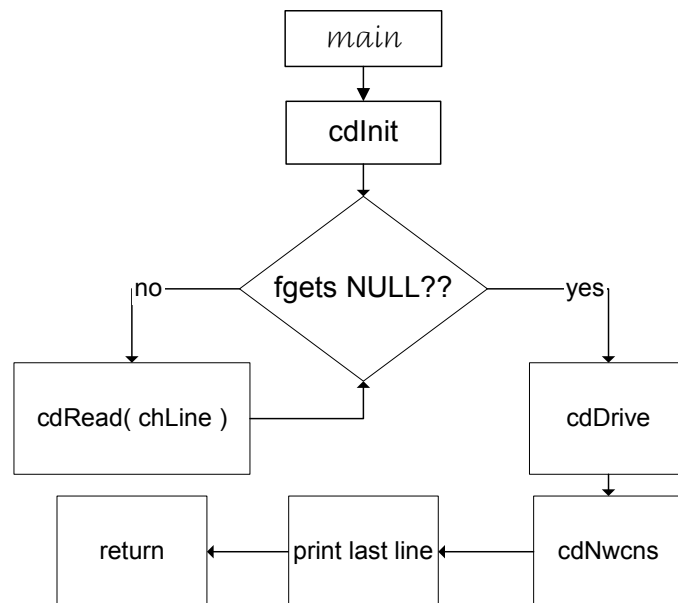 main
cdInit
fgets NULL??
no
yes
cdRead( chLine )
cdDrive
return
print last line
cdNwcns